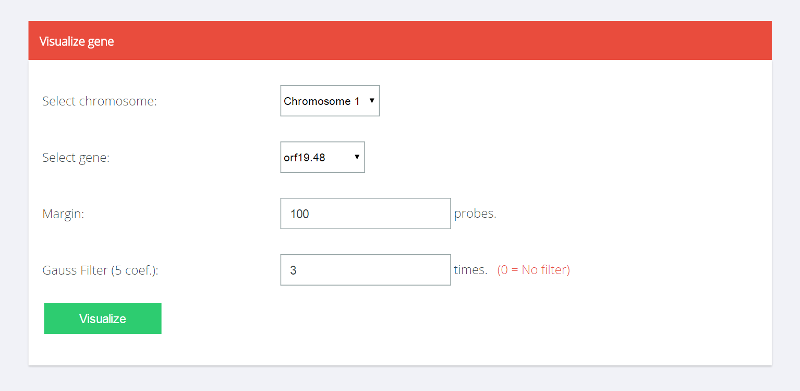 Visualize gene
Select chromosome: Chromosome 1
Select gene: orf19.48
Margin: 100 probes.
Gauss Filter (5 coef.): 3 times. (0 = No filter)
Visualize